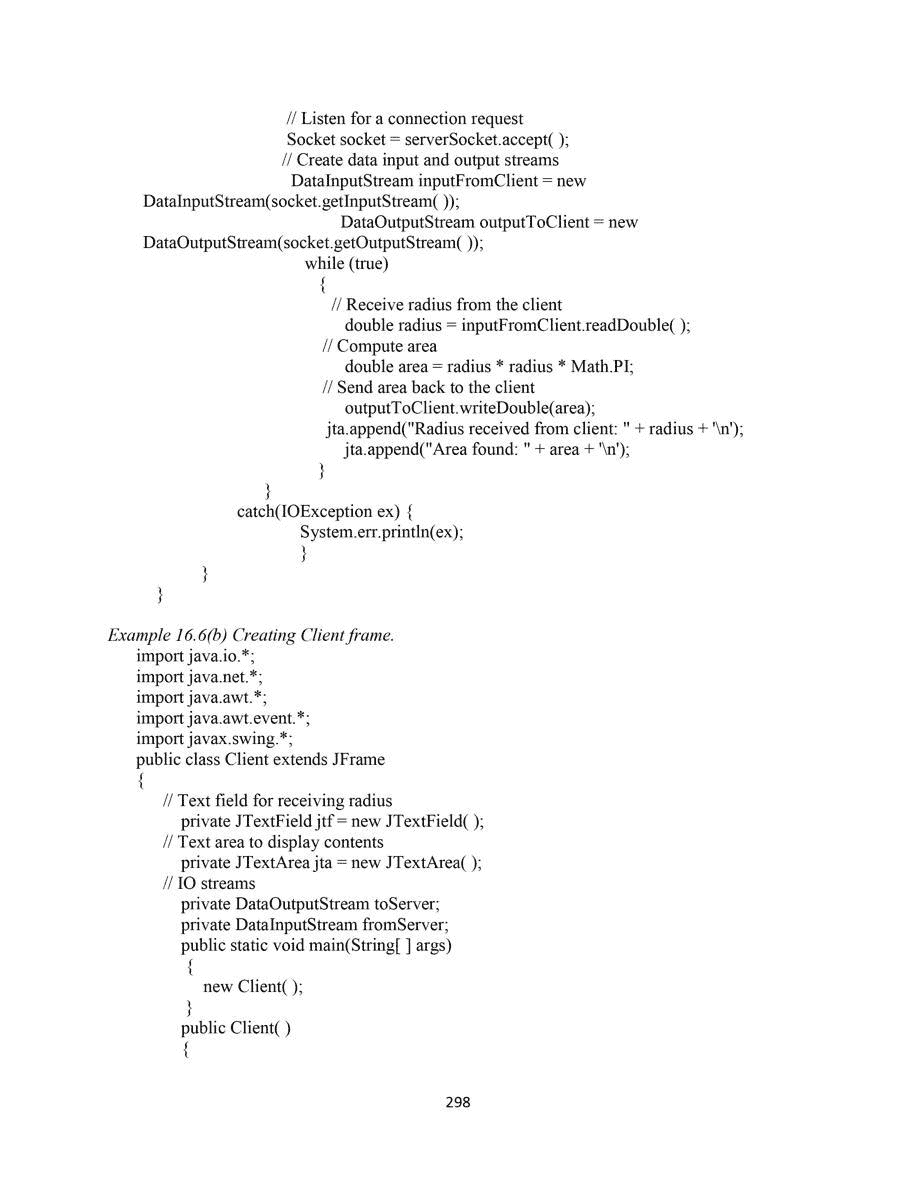 // Listen for a connection request
Socket socket = serverSocket.accept( );
// Create data input and output streams
DataInputStream inputFromClient = new
DataInputStream(socket.getInputStream( ));
DataOutputStream outputToClient = new
DataOutputStream(socket.getOutputStream( ));
while (true)
{
// Receive radius from the client
double radius = inputFromClient.readDouble( );
// Compute area
double area = radius * radius * Math.PI;
// Send area back to the client
outputToClient.writeDouble(area);
jta.append("Radius received from client: " + radius + '\n');
jta.append("Area found: " + area + '\n');
}
}
catch(IOException ex) {
System.err.println(ex);
}
}
}
Example 16.6(b) Creating Client frame.
import java.io.*;
import java.net.*;
import java.awt.*;
import java.awt.event.*;
import javax.swing.*;
public class Client extends JFrame
{
// Text field for receiving radius
private JTextField jtf = new JTextField( );
// Text area to display contents
private JTextArea jta = new JTextArea( );
// IO streams
private DataOutputStream toServer;
private DataInputStream fromServer;
public static void main(String[ ] args)
{
new Client( );
}
public Client( )
{
298